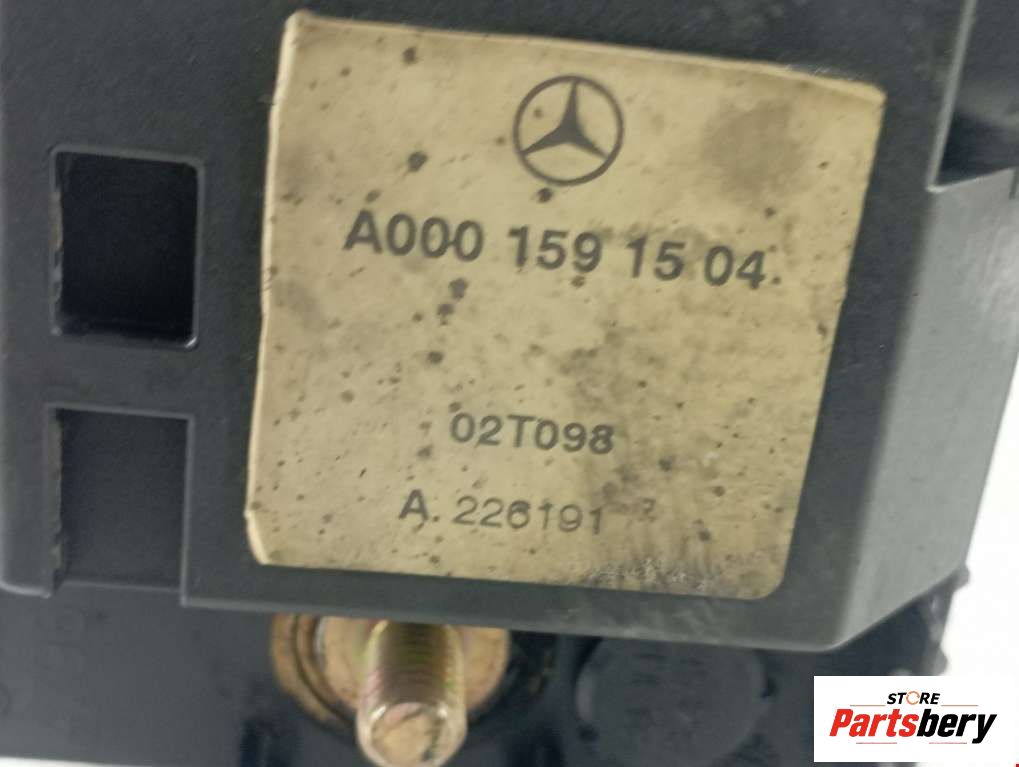 A000 159 15 04
02T098
A. 226191
STORE
Partsbery